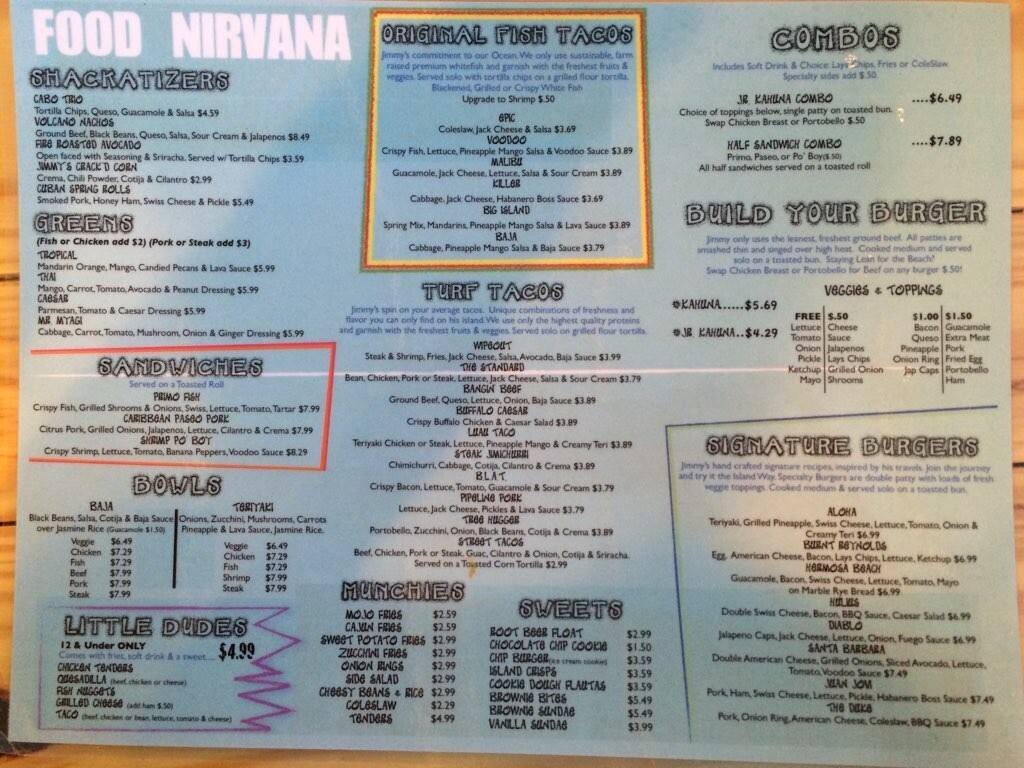 FOOD NIRVANA
SHACKATIZERS
CABO TRIO
Tortilla Chips, Queso, Guacamole & Salsa $4.59
VOLCANO NACHOS
Ground Beef, Black Beans, Queso, Salsa, Sour Cream & Jalapenos $8.49
FIRE ROASTED AVOCADO
Open faced with Seasoning & Sriracha, Served w/ Tortilla Chips $3.59
JIMMY'S CRACK'D CORN
Crema, Chili Powder, Cotija & Cilantro $2.99
CUBAN SPRING ROLLS
Smoked Pork, Honey Ham, Swiss Cheese & Pickle $5.49
GREENS
(Fish or Chicken add $2) (Pork or Steak add $3)
TROPICAL
Mandarin Orange, Mango, Candied Pecans & Lava Sauce $5.99
THAI
Mango, Carrot, Tomato, Avocado & Peanut Dressing $5.99
CAESAR
Parmesan, Tomato & Caesar Dressing $5.99
MR MYAGI
Cabbage, Carrot, Tomato, Mushroom, Onion & Ginger Dressing $5.99
SANDWICHES
Served on a Toasted Roll
PRIMO FISH
Crispy Fish, Grilled Shrooms & Onions, Swiss, Lettuce, Tomato, Tartar $7.99
CARIBBEAN PASEO PORK
Citrus Pork, Grilled Onions, Jalapenos, Lettuce, Cilantro & Crema $7.99
SHRIMP PO' BOY
Crispy Shrimp, Lettuce, Tomato, Banana Peppers, Voodoo Sauce $8.29
BOWLS
BAJA
Black Beans, Salsa, Cotija & Baja Sauce
over Jasmine Rice (Guacamole $1.50)
Veggie $6.49
Chicken $7.29
Fish $7.29
Beef $7.99
Pork $7.99
Steak $7.99
TERIYAKI
Onions, Zucchini, Mushrooms, Carrots
Pineapple & Lava Sauce, Jasmine Rice.
Veggie $6.49
Chicken $7.29
Fish $7.29
Shrimp $7.99
Steak $7.99
LITTLE DUDES
12 & Under ONLY
Comes with fries, soft drink & a sweet.... $4.99
CHICKEN TENDERS
QUESADILLA (beef, chicken or cheese)
FISH NUGGETS
GRILLED CHEESE (add ham $.50)
TACO (beef, chicken or bean, lettuce, tomato & cheese)
ORIGINAL FISH TACOS
Jimmy's commitment to our Ocean. We only use sustainable, farm
raised premium whitefish and garnish with the freshest fruits &
veggies. Served solo with tortilla chips on a grilled flour tortilla.
Blackened, Grilled or Crispy White Fish
Upgrade to Shrimp $.50
EPIC
Coleslaw, Jack Cheese & Salsa $3.69
VOODOO
Crispy Fish, Lettuce, Pineapple Mango Salsa & Voodoo Sauce $3.89
MALIBU
Guacamole, Jack Cheese, Lettuce, Salsa & Sour Cream $3.89
KILLER
Cabbage, Jack Cheese, Habanero Boss Sauce $3.69
BIG ISLAND
Spring Mix, Mandarins, Pineapple Mango Salsa & Lava Sauce $3.89
BAJA
Cabbage, Pineapple Mango Salsa & Baja Sauce $3.79
TURF TACOS
Jimmy's spin on your average tacos. Unique combinations of freshness and
flavor you can only find on his island. We use only the highest quality proteins
and garnish with the freshest fruits & veggies. Served solo on grilled flour tortilla.
WIPEOUT
Steak & Shrimp, Fries, Jack Cheese, Salsa, Avocado, Baja Sauce $3.99
THE STANDARD
Bean, Chicken, Pork or Steak, Lettuce, Jack Cheese, Salsa & Sour Cream $3.79
BANGIN' BEEF
Ground Beef, Queso, Lettuce, Onion, Baja Sauce $3.89
BUFFALO CAESAR
Crispy Buffalo Chicken & Caesar Salad $3.89
LUAU TACO
Teriyaki Chicken or Steak, Lettuce, Pineapple Mango & Creamy Teri $3.89
STEAK JIMICHURRI
Chimichurri, Cabbage, Cotija, Cilantro & Crema $3.89
B.L.A.T.
Crispy Bacon, Lettuce, Tomato, Guacamole & Sour Cream $3.79
PIPELINE PORK
Lettuce, Jack Cheese, Pickles & Lava Sauce $3.79
TREE HUGGER
Portobello, Zucchini, Onion, Black Beans, Cotija & Crema $3.89
STREET TACOS
Beef, Chicken, Pork or Steak. Guac, Cilantro & Onion, Cotija & Sriracha.
Served on a Toasted Corn Tortilla $2.99
MUNCHIES
MOJO FRIES $2.59
CAJUN FRIES $2.59
SWEET POTATO FRIES $2.99
ZUCCHINI FRIES $2.99
ONION RINGS $2.99
SIDE SALAD $2.99
CHEESY BEANS & RICE $2.99
COLESLAW $2.29
TENDERS $4.99
SWEETS
ROOT BEER FLOAT $2.99
CHOCOLATE CHIP COOKIE $1.50
CHIP BURGER (ice cream cookie) $3.59
ISLAND CRISPS $3.59
COOKIE DOUGH FLAUTAS $3.59
BROWNIE BITES $5.49
BROWNIE SUNDAE $5.49
VANILLA SUNDAE $3.99
COMBOS
Includes Soft Drink & Choice: Lays Chips, Fries or ColeSlaw
Specialty sides add $.50
JR. KAHUNA COMBO ....$6.49
Choice of toppings below, single patty on toasted bun.
Swap Chicken Breast or Portobello $.50
HALF SANDWICH COMBO ....$7.89
Primo, Paseo, or Po' Boy($.50)
All half sandwiches served on a toasted roll
BUILD YOUR BURGER
Jimmy only uses the leanest, freshest ground beef. All patties are
smashed thin and singed over high heat. Cooked medium and served
solo on a toasted bun. Staying Lean for the Beach?
Swap Chicken Breast or Portobello for Beef on any burger $.50!
#KAHUNA.....$5.69
#JR. KAHUNA..$4.29
VEGGIES & TOPPINGS
FREE $.50 $1.00 $1.50
Lettuce Cheese Bacon Guacamole
Tomato Sauce Queso Extra Meat
Onion Jalapenos Pineapple Pork
Pickle Lays Chips Onion Ring Fried Egg
Ketchup Grilled Onion Jap Caps Portobello
Mayo Shrooms Ham
SIGNATURE BURGERS
Jimmy's hand crafted signature recipes, inspired by his travels. Join the journey
and try it the Island Way. Specialty Burgers are double patty with loads of fresh
veggie toppings. Cooked medium & served solo on a toasted bun.
ALOHA
Teriyaki, Grilled Pineapple, Swiss Cheese, Lettuce, Tomato, Onion &
Creamy Teri $6.99
BURNT REYNOLDS
Egg, American Cheese, Bacon, Lays Chips, Lettuce, Ketchup $6.99
HERMOSA BEACH
Guacamole, Bacon, Swiss Cheese, Lettuce, Tomato, Mayo
on Marble Rye Bread $6.99
Double Swiss Cheese, Bacon, BBQ Sauce, Caesar Salad $6.99
DIABLO
Jalapeno Caps, Jack Cheese, Lettuce, Onion, Fuego Sauce $6.99
SANTA BARBARA
Double American Cheese, Grilled Onions, Sliced Avocado, Lettuce,
Tomato, Voodoo Sauce $7.49
JUAN JOVI
Pork, Ham, Swiss Cheese, Lettuce, Pickle, Habanero Boss Sauce $7.49
THE DUKE
Pork, Onion Ring, American Cheese, Coleslaw, BBQ Sauce $7.49